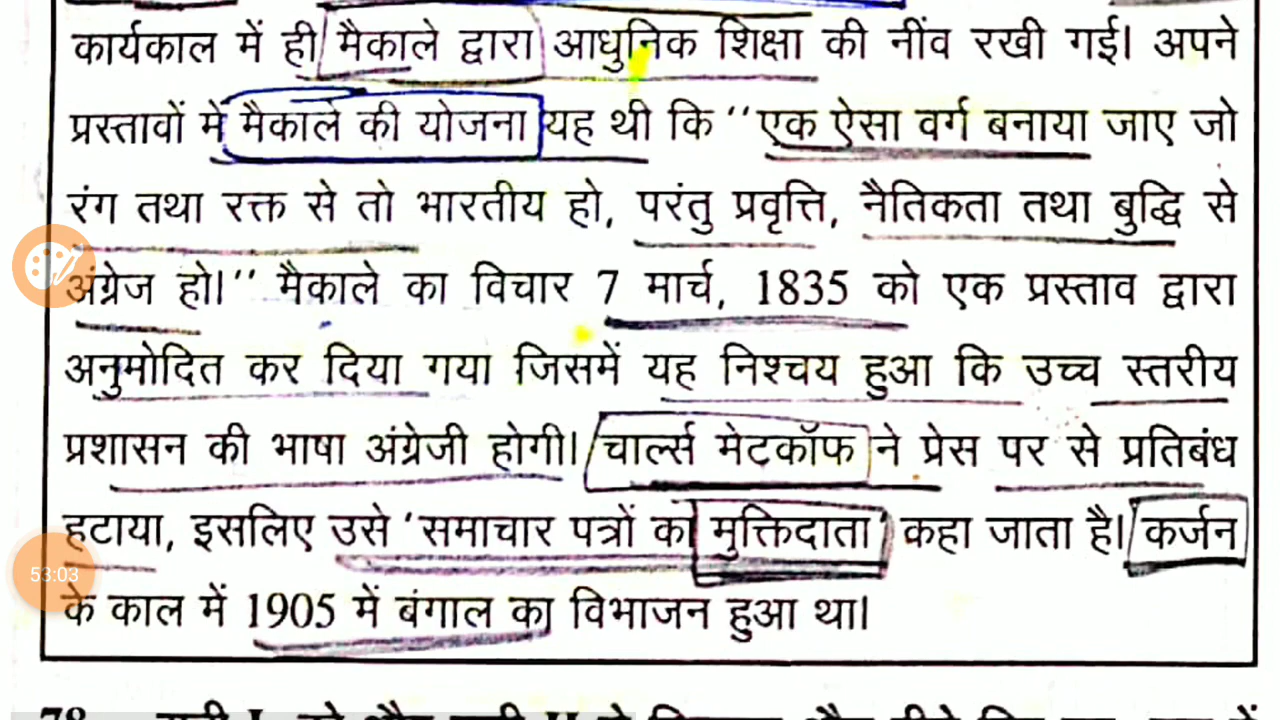 कार्यकाल में ही मैकाले द्वारा आधुनिक शिक्षा की नींव रखी गई। अपने
प्रस्तावों में मैकाले की योजना यह थी कि ‘‘एक ऐसा वर्ग बनाया जाए जो
रंग तथा रक्त से तो भारतीय हो, परंतु प्रवृत्ति, नैतिकता तथा बुद्धि से
अंग्रेज हो।’’ मैकाले का विचार 7 मार्च, 1835 को एक प्रस्ताव द्वारा
अनुमोदित कर दिया गया जिसमें यह निश्चय हुआ कि उच्च स्तरीय
प्रशासन की भाषा अंग्रेजी होगी। चार्ल्स मेटकॉफ ने प्रेस पर से प्रतिबंध
हटाया, इसलिए उसे ‘समाचार पत्रों का मुक्तिदाता’ कहा जाता है। कर्जन
53:03
के काल में 1905 में बंगाल का विभाजन हुआ था।
78.